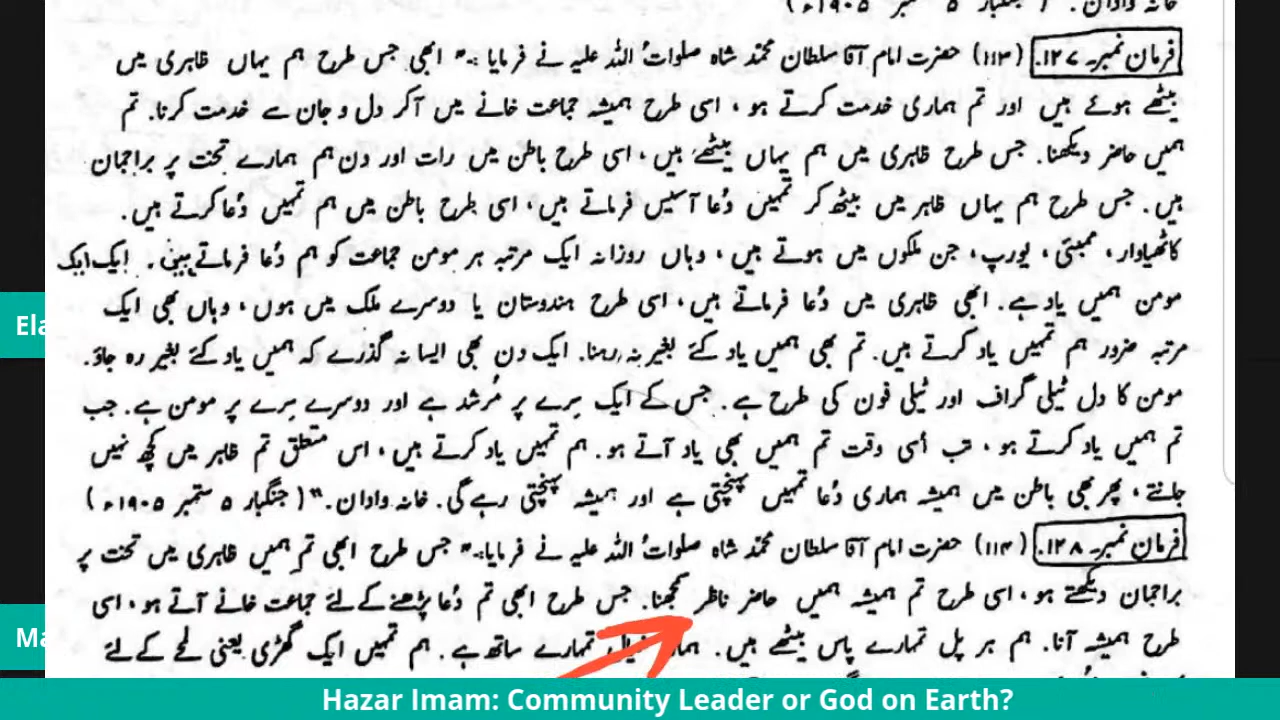 خانہ وادان. ( جنگبار ۵ ستمبر ۱۹۰۵ء)
فرمان نمبر۔ ۱۲۷. (۱۱۳) حضرت امام آقا سلطان محمّد شاہ صلواتُ اللہ علیہ نے فرمایا :۔ " ابھی جس طرح ہم یہاں ظاہری میں
بیٹھے ہوئے ہیں اور تم ہماری خدمت کرتے ہو ، اسی طرح ہمیشہ جماعت خانے میں آکر دل و جان سے خدمت کرنا. تم
ہمیں حاضر دیکھنا. جس طرح ظاہری میں ہم یہاں بیٹھے ہیں، اسی طرح باطن میں رات اور دن ہم ہمارے تخت پر براجمان
ہیں. جس طرح ہم یہاں ظاہر میں بیٹھ کر تمہیں دُعا آسیس فرماتے ہیں، اسی طرح باطن میں ہم تمہیں دُعا کرتے ہیں.
کاٹھیاوار، ممبئی، یورپ، جن ملکوں میں ہوتے ہیں، وہاں روزانہ ایک مرتبہ ہر مومن جماعت کو ہم دُعا فرماتے ہیں. ایک ایک
مومن ہمیں یاد ہے. ابھی ظاہری میں دُعا فرماتے ہیں، اسی طرح ہندوستان یا دوسرے ملک میں ہوں، وہاں بھی ایک
مرتبہ ضرور ہم تمہیں یاد کرتے ہیں. تم بھی ہمیں یاد کئے بغیر نہ رہنا. ایک دن بھی ایسا نہ گذرے کہ ہمیں یاد کئے بغیر رہ جاؤ.
مومن کا دل ٹیلی گراف اور ٹیلی فون کی طرح ہے. جس کے ایک سِرے پر مُرشد ہے اور دوسرے سِرے پر مومن ہے. جب
تم ہمیں یاد کرتے ہو، تب اُسی وقت تم ہمیں بھی یاد آتے ہو. ہم تمہیں یاد کرتے ہیں، اس متعلق تم ظاہر میں کچھ نہیں
جانتے، پھر بھی باطن میں ہمیشہ ہماری دُعا تمہیں پہنچتی ہے اور ہمیشہ پہنچتی رہے گی. خانہ وادان." ( جنگبار ۵ ستمبر ۱۹۰۵ء )
فرمان نمبر۔ ۱۲۸. (۱۱۴) حضرت امام آقا سلطان محمّد شاہ صلواتُ اللہ علیہ نے فرمایا :۔ " جس طرح ابھی تم ہمیں ظاہری میں تخت پر
براجمان دیکھتے ہو، اسی طرح تم ہمیشہ ہمیں حاضر ناظر سمجھنا. جس طرح ابھی تم دُعا پڑھنے کے لئے جماعت خانے آتے ہو، اسی
طرح ہمیشہ آنا. ہم ہر پل تمہارے پاس بیٹھے ہیں. ہمارا خیال تمہارے ساتھ ہے. ہم تمہیں ایک گھڑی یعنی لمحے کے لئے
Ela
Ma
Hazar Imam: Community Leader or God on Earth?